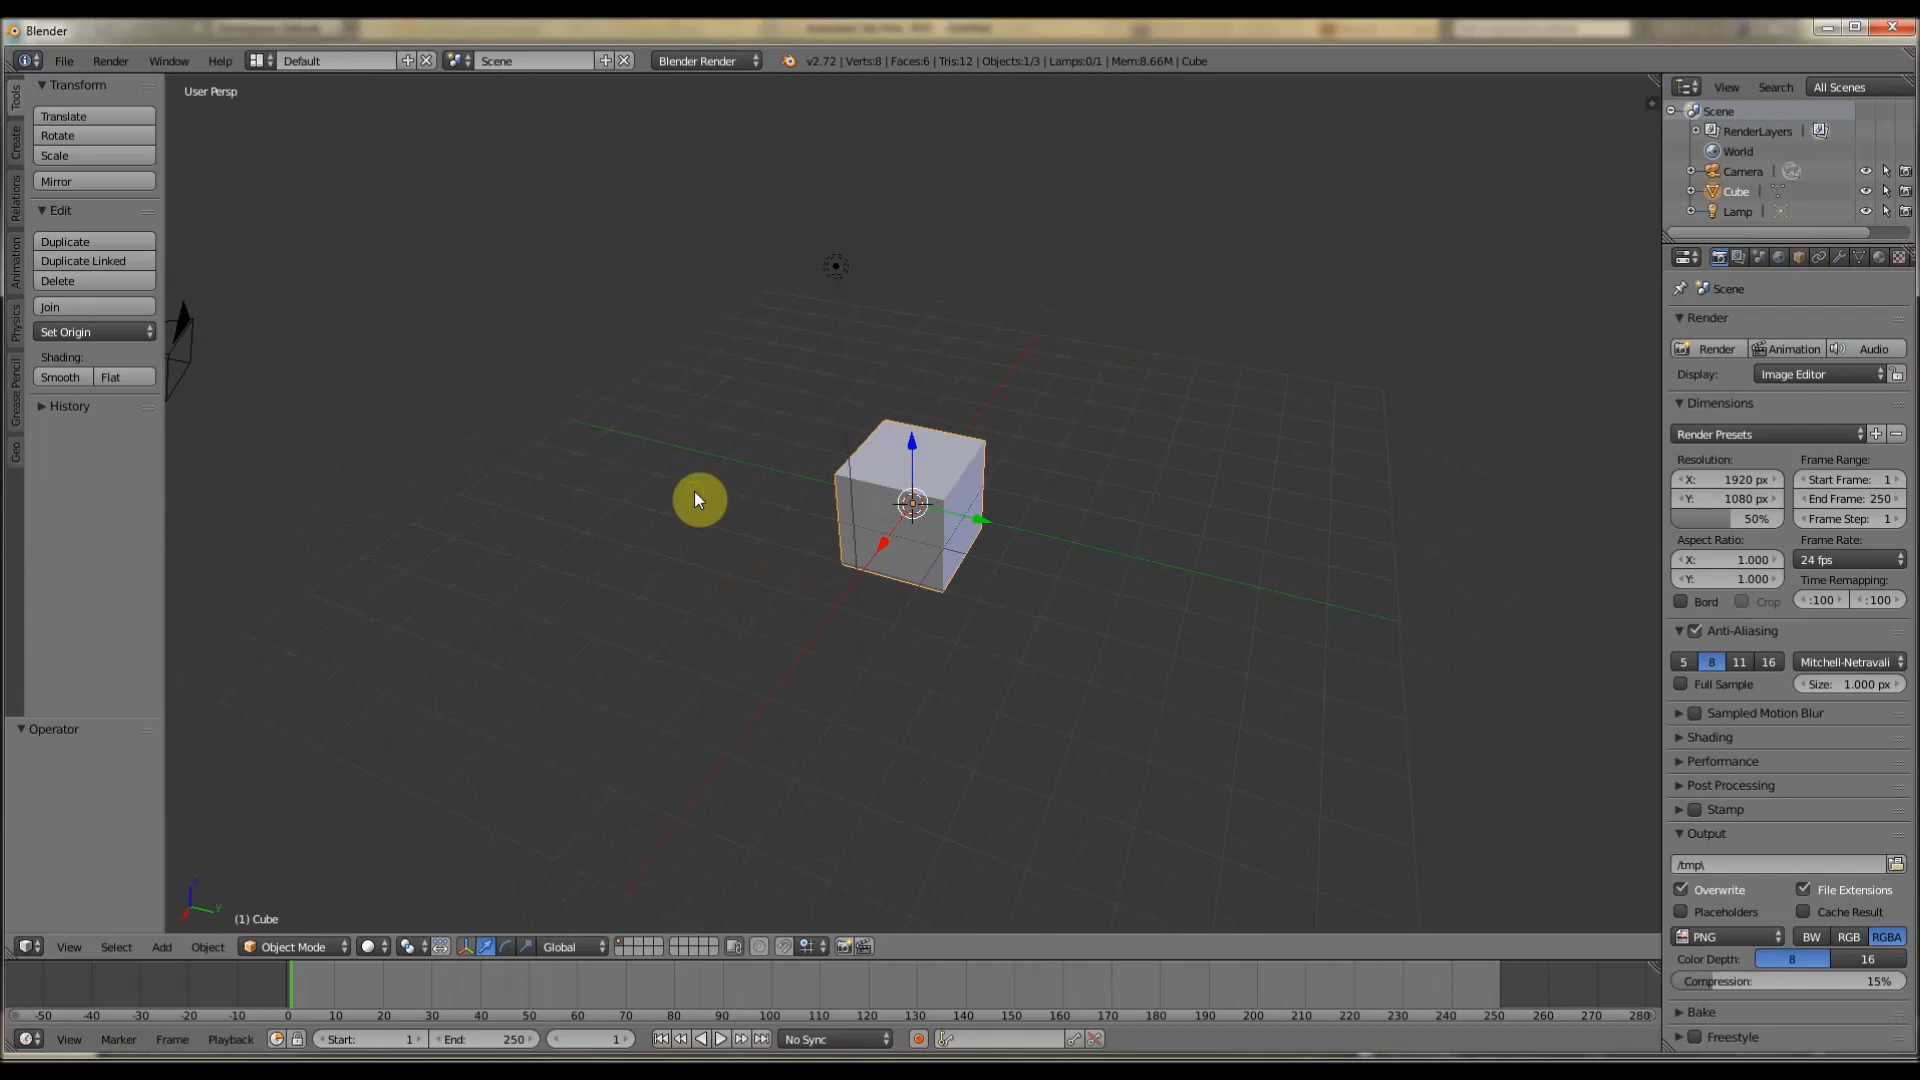 Blender
File Render Window Help Default Scene Blender Render v2.72 | Verts:8 | Faces:6 | Tris:12 | Objects:1/3 | Lamps:0/1 | Mem:8.66M | Cube
Tools
Create
Relations
Animation
Physics
Grease Pencil
Geo
Transform
Translate
Rotate
Scale
Mirror
Edit
Duplicate
Duplicate Linked
Delete
Join
Set Origin
Shading:
Smooth Flat
History
Operator
User Persp
z
y
(1) Cube
View Select Add Object Object Mode Global
-50 -40 -30 -20 -10 0 10 20 30 40 50 60 70 80 90 100 110 120 130 140 150 160 170 180 190 200 210 220 230 240 250 260 270 280
View Marker Frame Playback Start: 1 End: 250 1 No Sync
View Search All Scenes
Scene
RenderLayers |
World
Camera |
Cube |
Lamp |
Scene
Render
Render Animation Audio
Display: Image Editor
Dimensions
Render Presets
Resolution: Frame Range:
X: 1920 px Start Frame: 1
Y: 1080 px End Frame: 250
50% Frame Step: 1
Aspect Ratio: Frame Rate:
X: 1.000 24 fps
Y: 1.000 Time Remapping:
Bord Crop :100 :100
Anti-Aliasing
5 8 11 16 Mitchell-Netravali
Full Sample Size: 1.000 px
Sampled Motion Blur
Shading
Performance
Post Processing
Stamp
Output
/tmp\
Overwrite File Extensions
Placeholders Cache Result
PNG BW RGB RGBA
Color Depth: 8 16
Compression: 15%
Bake
Freestyle